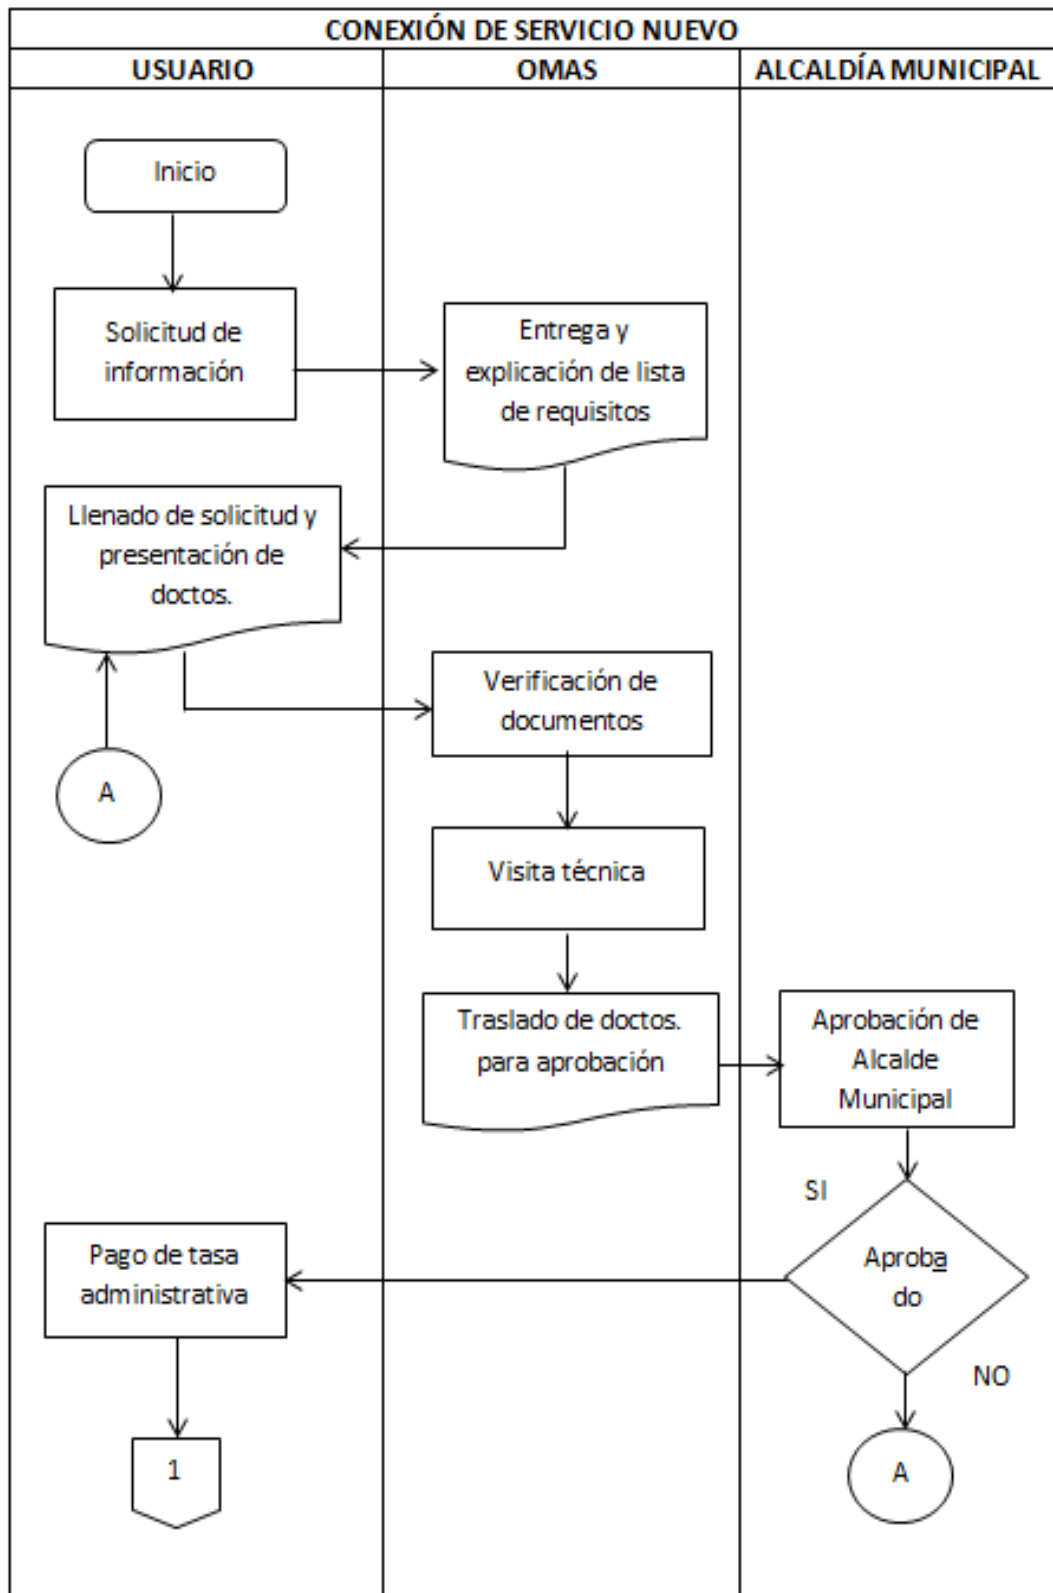 CONEXIÓN DE SERVICIO NUEVO
USUARIO
OMAS
ALCALDÍA MUNICIPAL
Inicio
Solicitud de
información
Entrega y
explicación de lista
de requisitos
Llenado de solicitud y
presentación de
doctos.
Verificación de
documentos
A
Visita técnica
Traslado de doctos.
para aprobación
Aprobación de
Alcalde
Municipal
SI
Aproba
do
Pago de tasa
administrativa
NO
1
A